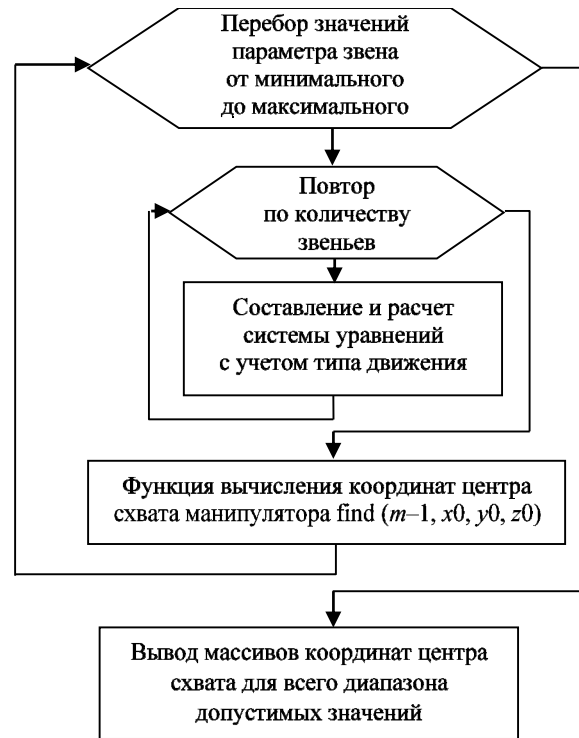 Перебор значений
параметра звена
от минимального
до максимального
Повтор
по количеству
звеньев
Составление и расчет
системы уравнений
с учетом типа движения
Функция вычисления координат центра
схвата манипулятора find (m–1, x0, y0, z0)
Вывод массивов координат центра
схвата для всего диапазона
допустимых значений